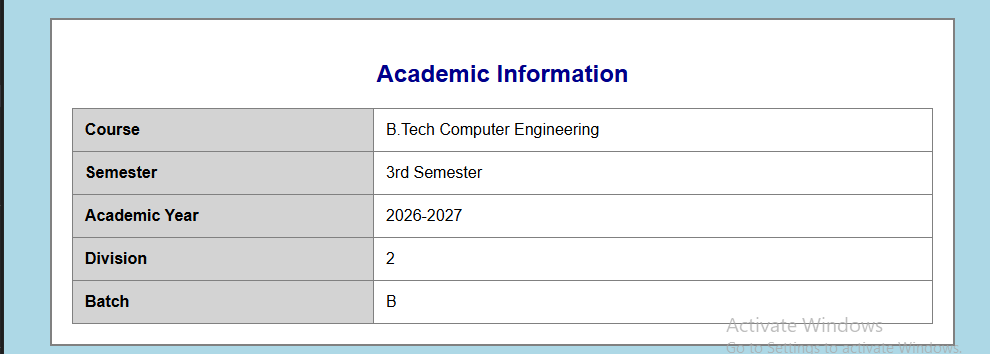 Academic Information
Course B.Tech Computer Engineering
Semester 3rd Semester
Academic Year 2026-2027
Division 2
Batch B
Activate Windows
Go to Settings to activate Windows.